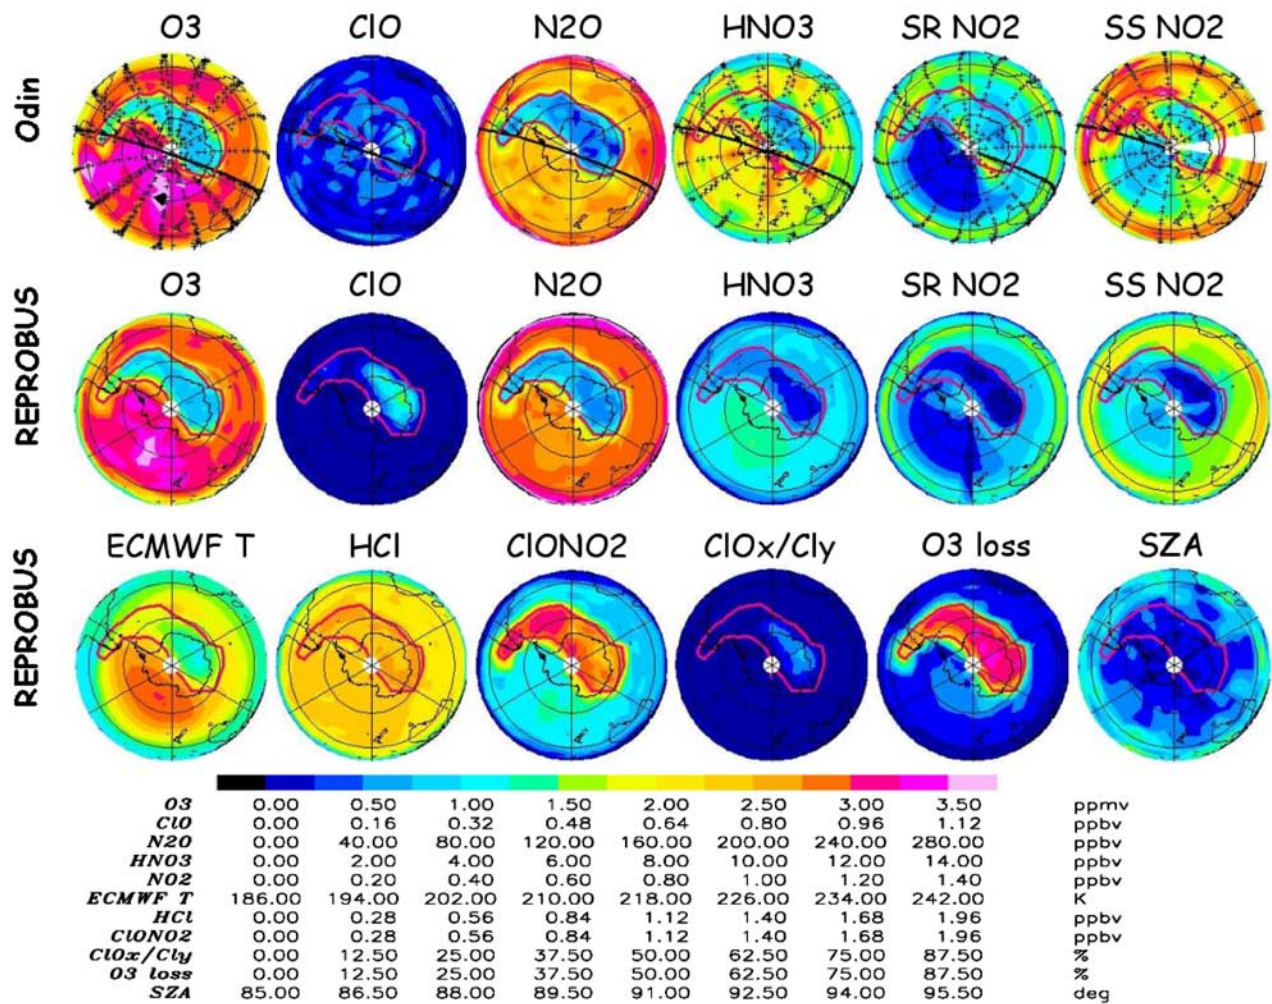 O3 ClO N2O HNO3 SR NO2 SS NO2
Odin
O3 ClO N2O HNO3 SR NO2 SS NO2
REPROBUS
ECMWF T HCl ClONO2 ClOx/Cly O3 loss SZA
REPROBUS
O3 0.00 0.50 1.00 1.50 2.00 2.50 3.00 3.50 ppmv
ClO 0.00 0.16 0.32 0.48 0.64 0.80 0.96 1.12 ppbv
N2O 0.00 40.00 80.00 120.00 160.00 200.00 240.00 280.00 ppbv
HNO3 0.00 2.00 4.00 6.00 8.00 10.00 12.00 14.00 ppbv
NO2 0.00 0.20 0.40 0.60 0.80 1.00 1.20 1.40 ppbv
ECMWF T 186.00 194.00 202.00 210.00 218.00 226.00 234.00 242.00 K
HCl 0.00 0.28 0.56 0.84 1.12 1.40 1.68 1.96 ppbv
ClONO2 0.00 0.28 0.56 0.84 1.12 1.40 1.68 1.96 ppbv
ClOx/Cly 0.00 12.50 25.00 37.50 50.00 62.50 75.00 87.50 %
O3 loss 0.00 12.50 25.00 37.50 50.00 62.50 75.00 87.50 %
SZA 85.00 86.50 88.00 89.50 91.00 92.50 94.00 95.50 deg